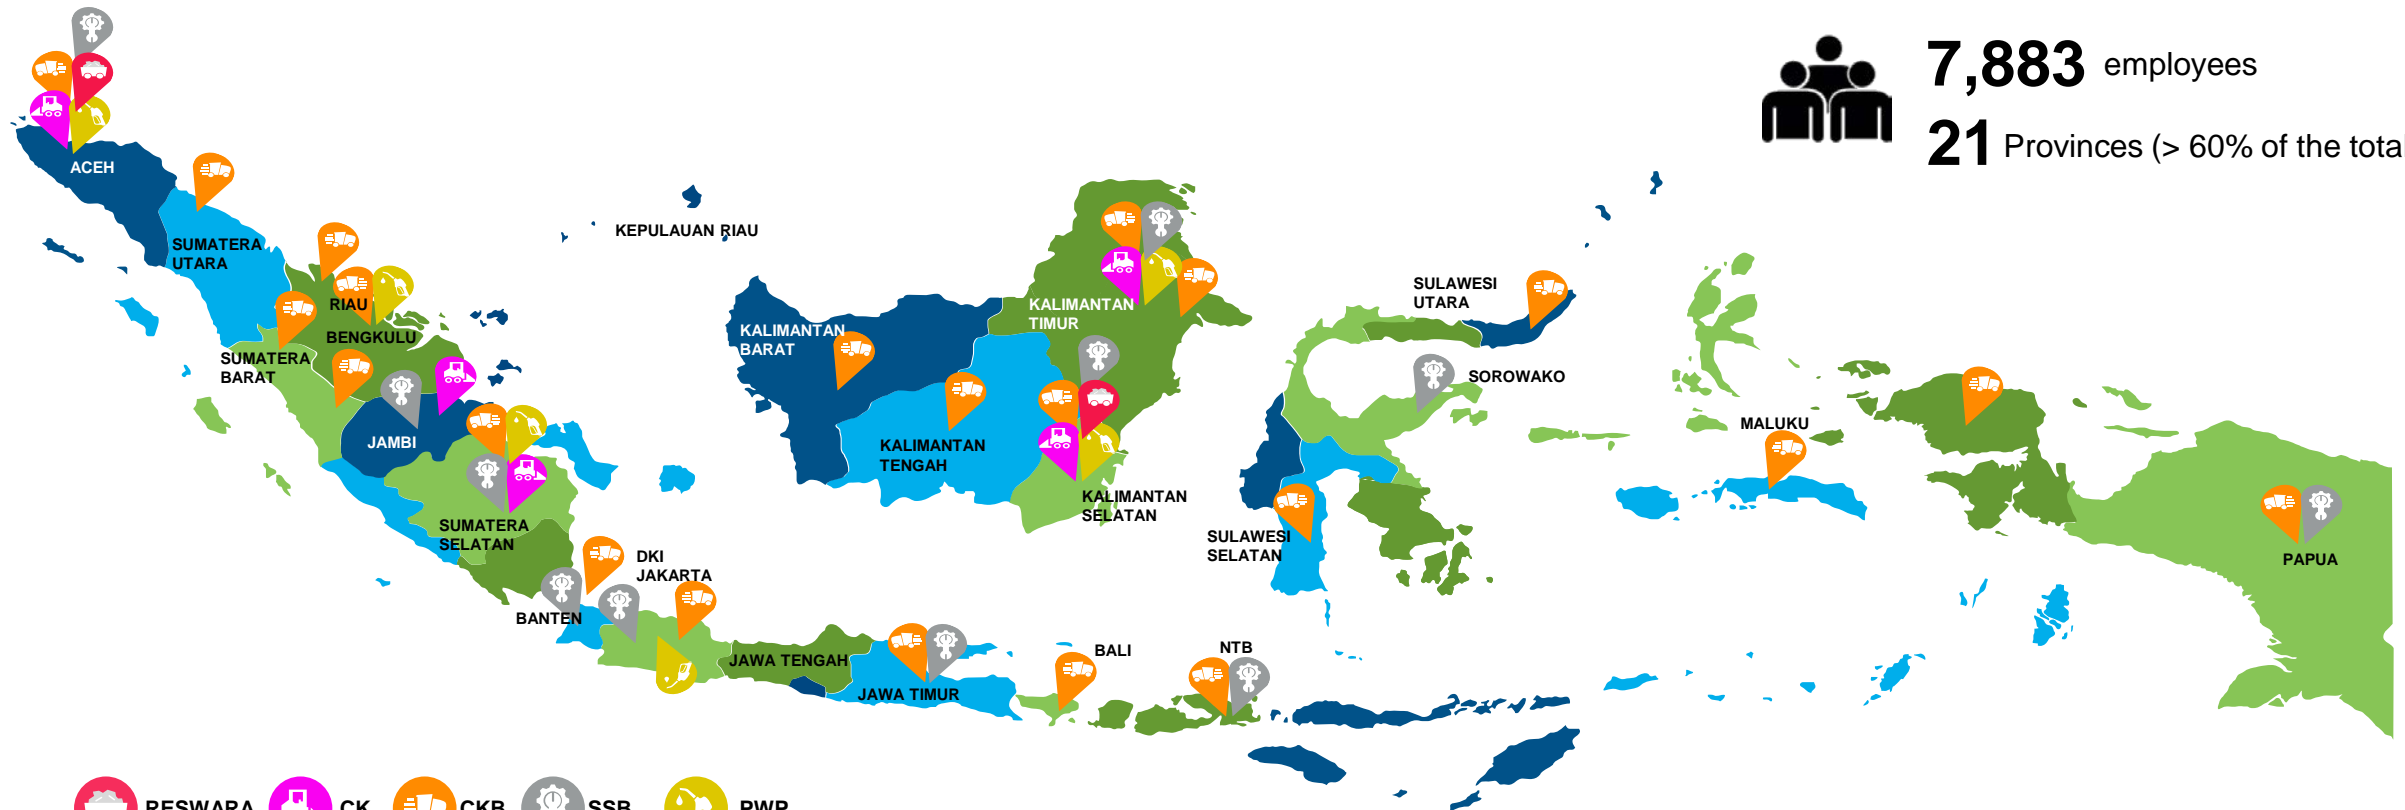 7,883 employees
21 Provinces (> 60% of the total
ACEH
SUMATERA
UTARA
KEPULAUAN RIAU
RIAU
BENGKULU
SUMATERA
BARAT
JAMBI
SUMATERA
SELATAN
DKI
JAKARTA
BANTEN
JAWA TENGAH
JAWA TIMUR
BALI
NTB
KALIMANTAN
BARAT
KALIMANTAN
TIMUR
KALIMANTAN
TENGAH
KALIMANTAN
SELATAN
SULAWESI
UTARA
SOROWAKO
SULAWESI
SELATAN
MALUKU
PAPUA
RESWARA CK CKB SSB PWP